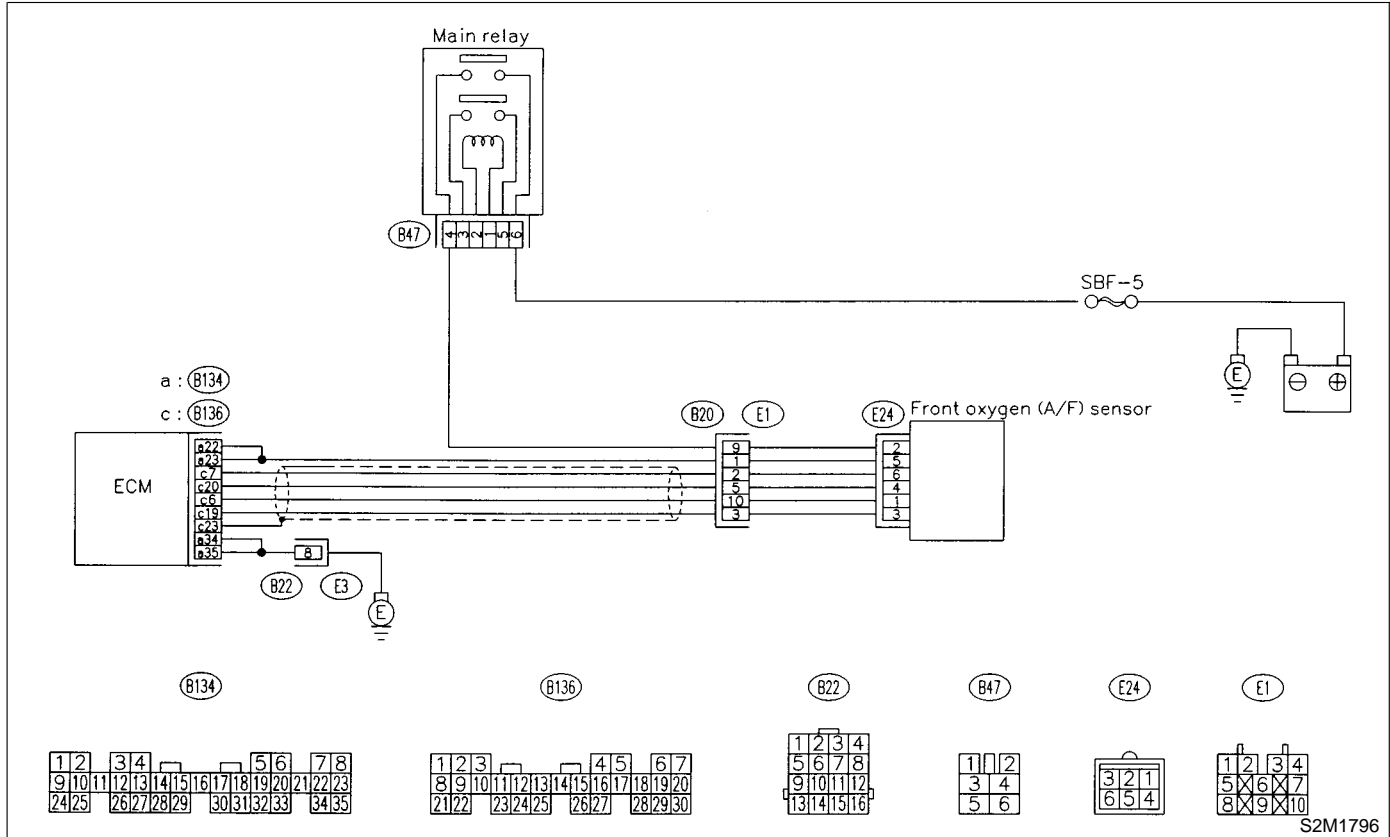 Main relay
B47
4 3 2 1 5 6
SBF-5
E
⊖ ⊕
a : B134
c : B136
B20 E1 E24 Front oxygen (A/F) sensor
ECM
a22
a23
c7
c20
c6
c19
c23
a34
a35
9
1
2
5
10
3
2
5
6
4
1
3
8
B22 E3
E
B134 B136 B22 B47 E24 E1
1 2 3 4 5 6 7 8
9 10 11 12 13 14 15 16 17 18 19 20 21 22 23
24 25 26 27 28 29 30 31 32 33 34 35
1 2 3 4 5 6 7
8 9 10 11 12 13 14 15 16 17 18 19 20
21 22 23 24 25 26 27 28 29 30
1 2 3 4
5 6 7 8
9 10 11 12
13 14 15 16
1 2
3 4
5 6
3 2 1
6 5 4
1 2 3 4
5 6 7
8 9 10
S2M1796